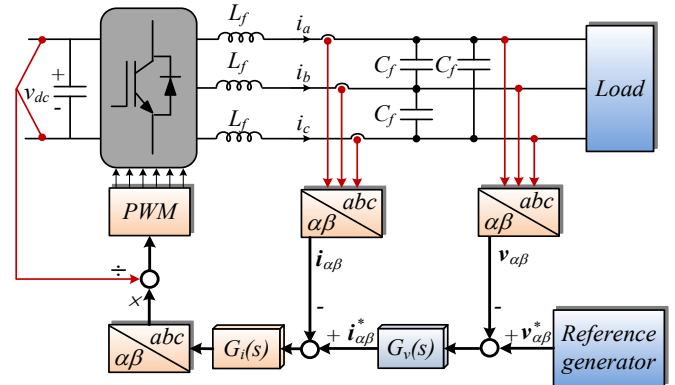 L_f i_a
L_f i_b C_f C_f
L_f i_c C_f
+
-
v_dc
Load
PWM
abc
αβ
abc
αβ
i_αβ
v_αβ
÷
×
-
-
abc
αβ
G_i(s)
+ i*_αβ
G_v(s)
+ v*_αβ
Reference
generator